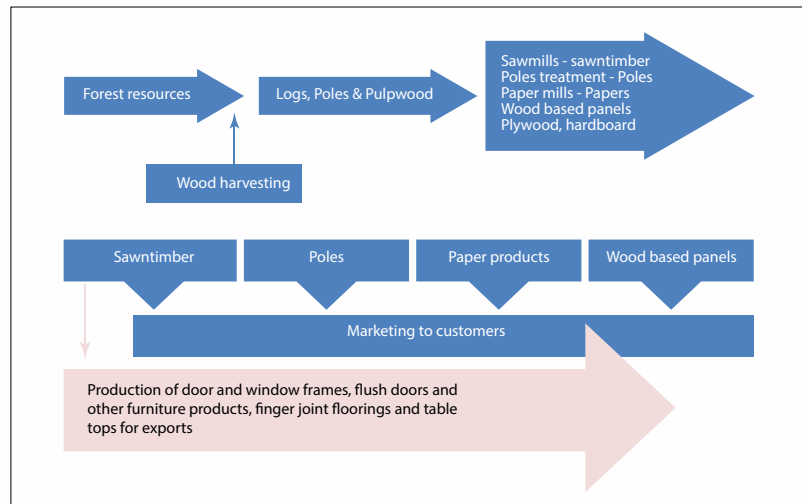 Forest resources
Logs, Poles & Pulpwood
Sawmills - sawntimber
Poles treatment - Poles
Paper mills - Papers
Wood based panels
Plywood, hardboard
Wood harvesting
Sawntimber
Poles
Paper products
Wood based panels
Marketing to customers
Production of door and window frames, flush doors and
other furniture products, finger joint floorings and table
tops for exports